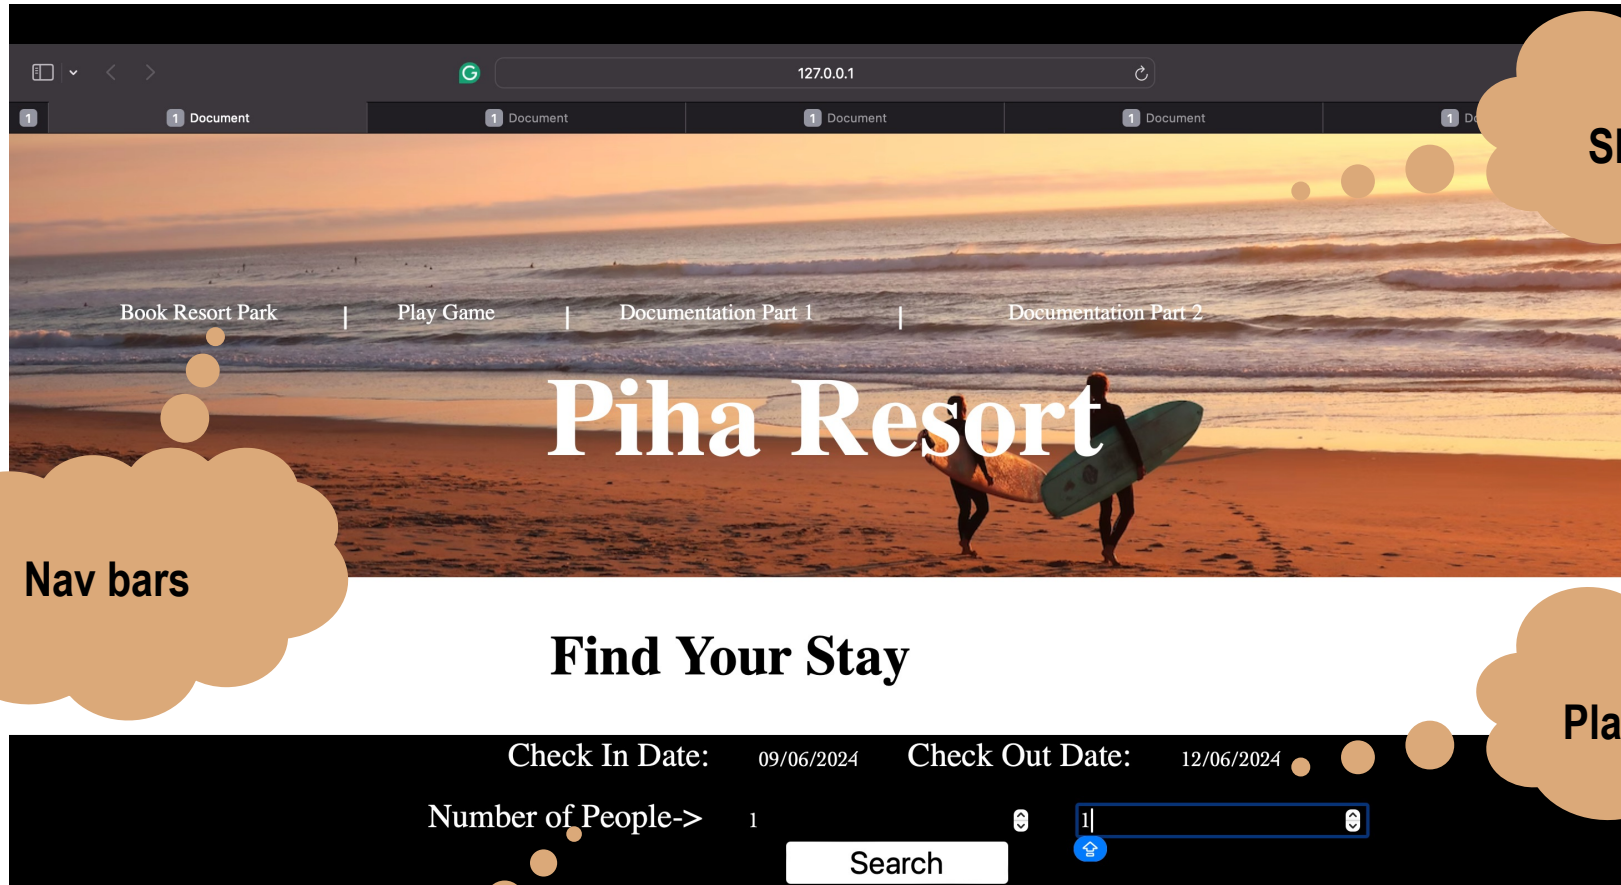 127.0.0.1
1
1 Document
1 Document
1 Document
1 Document
1
Book Resort Park | Play Game | Documentation Part 1 | Documentation Part 2
Piha Resort
Nav bars
Find Your Stay
Check In Date: 09/06/2024 Check Out Date: 12/06/2024
Number of People-> 1 1
Search